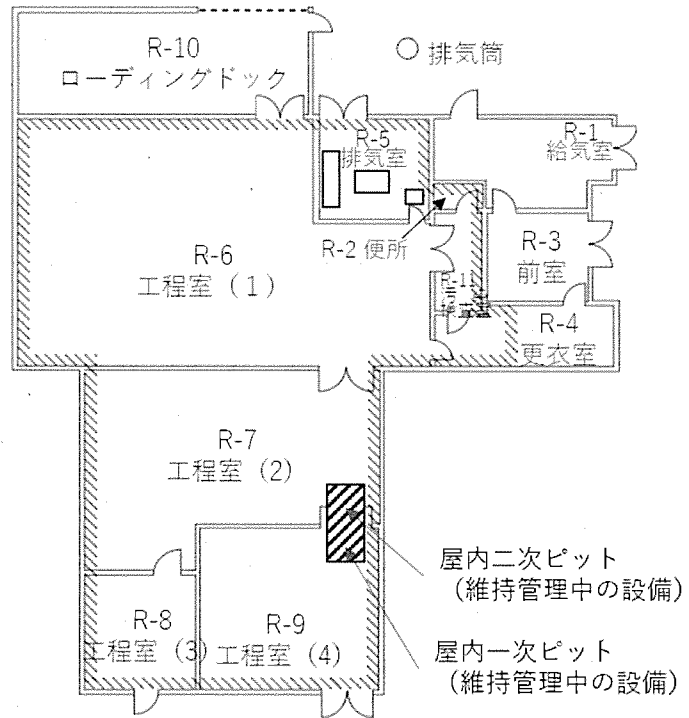 R-10
ローディングドック
排気筒
R-5
排気室
R-1
給気室
R-2 便所
R-3
前室
R-6
工程室（1）
R-11
R-4
更衣室
R-7
工程室（2）
屋内二次ピット
（維持管理中の設備）
R-8
工程室（3）
R-9
工程室（4）
屋内一次ピット
（維持管理中の設備）